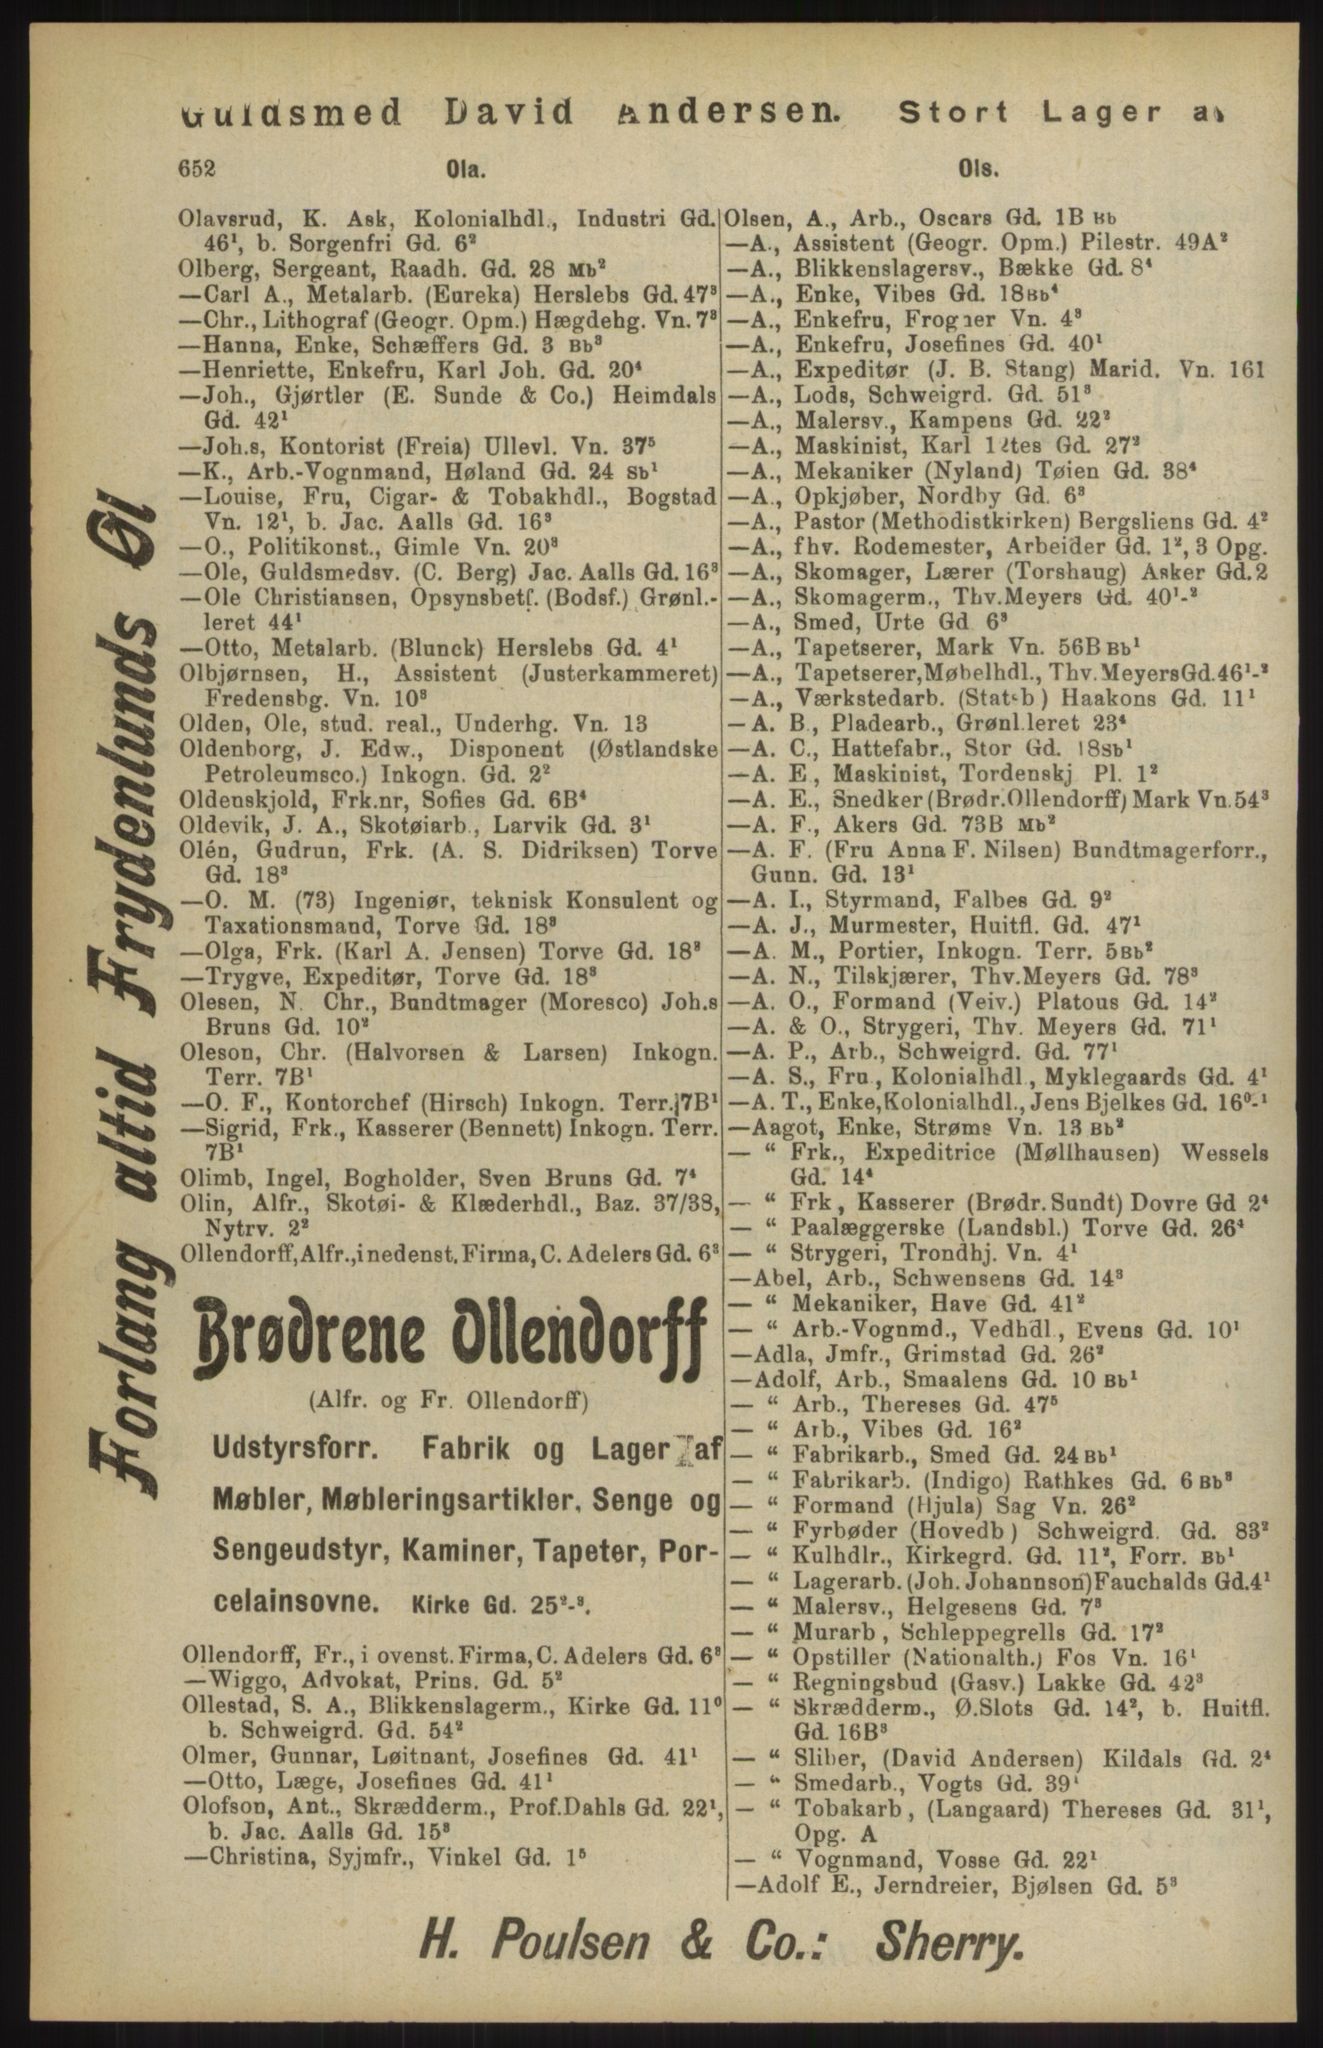 Guldsmed David Andersen. Stort Lager af
652
Ola.
Ols.
Forlang altid Frydenlunds Øl
Olavsrud, K. Ask, Kolonialhdl., Industri Gd.
46¹, b. Sorgenfri Gd. 6²
Olberg, Sergeant, Raadh. Gd. 28 Mb²
—Carl A., Metalarb. (Eureka) Herslebs Gd. 47³
—Chr., Lithograf (Geogr. Opm.) Hægdehg. Vn. 7³
—Hanna, Enke, Schæffers Gd. 3 Bb³
—Henriette, Enkefru, Karl Joh. Gd. 20⁴
—Joh., Gjørtler (E. Sunde & Co.) Heimdals
Gd. 42¹
—Joh.s, Kontorist (Freia) Ullevl. Vn. 37⁵
—K., Arb.-Vognmand, Høland Gd. 24 Sb¹
—Louise, Fru, Cigar- & Tobakhdl., Bogstad
Vn. 12¹, b. Jac. Aalls Gd. 16³
—O., Politikonst., Gimle Vn. 20³
—Ole, Guldsmedsv. (C. Berg) Jac. Aalls Gd. 16³
—Ole Christiansen, Opsynsbetj. (Bodsf.) Grønl.-
leret 44¹
—Otto, Metalarb. (Blunck) Herslebs Gd. 4¹
Olbjørnsen, H., Assistent (Justerkammeret)
Fredensbg. Vn. 10³
Olden, Ole, stud. real., Underhg. Vn. 13
Oldenborg, J. Edw., Disponent (Østlandske
Petroleumsco.) Inkogn. Gd. 2²
Oldenskjold, Frk.nr, Sofies Gd. 6B⁴
Oldevik, J. A., Skotøiarb., Larvik Gd. 3¹
Olén, Gudrun, Frk. (A. S. Didriksen) Torve
Gd. 18³
—O. M. (73) Ingeniør, teknisk Konsulent og
Taxationsmand, Torve Gd. 18³
—Olga, Frk. (Karl A. Jensen) Torve Gd. 18³
—Trygve, Expeditør, Torve Gd. 18³
Olesen, N. Chr., Bundtmager (Moresco) Joh.s
Bruns Gd. 10²
Oleson, Chr. (Halvorsen & Larsen) Inkogn.
Terr. 7B¹
—O. F., Kontorchef (Hirsch) Inkogn. Terr. 7B¹
—Sigrid, Frk., Kasserer (Bennett) Inkogn. Terr.
7B¹
Olimb, Ingel, Bogholder, Sven Bruns Gd. 7⁴
Olin, Alfr., Skotøi- & Klæderhdl., Baz. 37/38,
Nytrv. 2²
Ollendorff, Alfr., i nedenst. Firma, C. Adelers Gd. 6³
Brødrene Ollendorff
(Alfr. og Fr. Ollendorff)
Udstyrsforr. Fabrik og Lager af
Møbler, Møbleringsartikler, Senge og
Sengeudstyr, Kaminer, Tapeter, Por-
celainsovne. Kirke Gd. 25²-³.
Ollendorff, Fr., i ovenst. Firma, C. Adelers Gd. 6³
—Wiggo, Advokat, Prins. Gd. 5²
Ollestad, S. A., Blikkenslagerm., Kirke Gd. 11⁰
b. Schweigrd. Gd. 54²
Olmer, Gunnar, Løitnant, Josefines Gd. 41¹
—Otto, Læge, Josefines Gd. 41¹
Olofson, Ant., Skrædderm., Prof. Dahls Gd. 22¹,
b. Jac. Aalls Gd. 15³
—Christina, Syjmfr., Vinkel Gd. 1⁵
Olsen, A., Arb., Oscars Gd. 1B Bb
—A., Assistent (Geogr. Opm.) Pilestr. 49A²
—A., Blikkenslagersv., Bække Gd. 8⁴
—A., Enke, Vibes Gd. 18Bb⁴
—A., Enkefru, Frogner Vn. 4³
—A., Enkefru, Josefines Gd. 40¹
—A., Expeditør (J. B. Stang) Marid. Vn. 161
—A., Lods, Schweigrd. Gd. 51³
—A., Malersv., Kampens Gd. 22²
—A., Maskinist, Karl 12tes Gd. 27²
—A., Mekaniker (Nyland) Tøien Gd. 38⁴
—A., Opkjøber, Nordby Gd. 6³
—A., Pastor (Methodistkirken) Bergsliens Gd. 4²
—A., fhv. Rodemester, Arbeider Gd. 1², 3 Opg.
—A., Skomager, Lærer (Torshaug) Asker Gd. 2
—A., Skomagerm., Thv. Meyers Gd. 40¹-²
—A., Smed, Urte Gd 6³
—A., Tapetserer, Mark Vn. 56B Bb¹
—A., Tapetserer, Møbelhdl., Thv. Meyers Gd. 46¹-²
—A., Værkstedarb. (Statsb) Haakons Gd. 11¹
—A. B., Pladearb., Grønl.leret 23⁴
—A. C., Hattefabr., Stor Gd. 18Sb¹
—A. E, Maskinist, Tordenskj Pl. 1²
—A. E., Snedker (Brødr. Ollendorff) Mark Vn. 54³
—A. F., Akers Gd. 73B Mb²
—A. F. (Fru Anna F. Nilsen) Bundtmagerforr.,
Gunn. Gd. 13¹
—A. I., Styrmand, Falbes Gd. 9²
—A. J., Murmester, Huitfl. Gd. 47¹
—A. M., Portier, Inkogn. Terr. 5Bb²
—A. N., Tilskjærer, Thv. Meyers Gd. 78³
—A. O., Formand (Veiv.) Platous Gd. 14²
—A. & O., Strygeri, Thv. Meyers Gd. 71¹
—A. P., Arb., Schweigrd. Gd. 77¹
—A. S., Fru, Kolonialhdl, Myklegaards Gd. 4¹
—A. T., Enke, Kolonialhdl., Jens Bjelkes Gd. 16⁰-¹
—Aagot, Enke, Strøms Vn. 13 Bb²
— “ Frk., Expeditrice (Møllhausen) Wessels
Gd. 14⁴
— “ Frk, Kasserer (Brødr. Sundt) Dovre Gd 2⁴
— “ Paalæggerske (Landsbl.) Torve Gd. 26⁴
— “ Strygeri, Trondhj. Vn. 4¹
—Abel, Arb., Schwensens Gd. 14³
— “ Mekaniker, Have Gd. 41²
— “ Arb.-Vognmd., Vedhdl, Evens Gd. 10¹
—Adla, Jmfr., Grimstad Gd. 26²
—Adolf, Arb., Smaalens Gd. 10 Bb¹
— “ Arb., Thereses Gd. 47⁵
— “ Arb., Vibes Gd. 16²
— “ Fabrikarb., Smed Gd. 24 Bb¹
— “ Fabrikarb. (Indigo) Rathkes Gd. 6 Bb³
— “ Formand (Hjula) Sag Vn. 26²
— “ Fyrbøder (Hovedb) Schweigrd. Gd. 83²
— “ Kulhdlr., Kirkegrd. Gd. 11², Forr. Bb¹
— “ Lagerarb. (Joh. Johannson) Fauchalds Gd. 4¹
— “ Malersv., Helgesens Gd. 7³
— “ Murarb, Schleppegrells Gd. 17²
— “ Opstiller (Nationalth.) Fos Vn. 16¹
— “ Regningsbud (Gasv.) Lakke Gd. 42³
— “ Skrædderm., Ø. Slots Gd. 14², b. Huitfl.
Gd. 16B³
— “ Sliber, (David Andersen) Kildals Gd. 2⁴
— “ Smedarb., Vogts Gd. 39¹
— “ Tobakarb, (Langaard) Thereses Gd. 31¹,
Opg. A
— “ Vognmand, Vosse Gd. 22¹
—Adolf E., Jerndreier, Bjølsen Gd. 5³
H. Poulsen & Co.: Sherry.